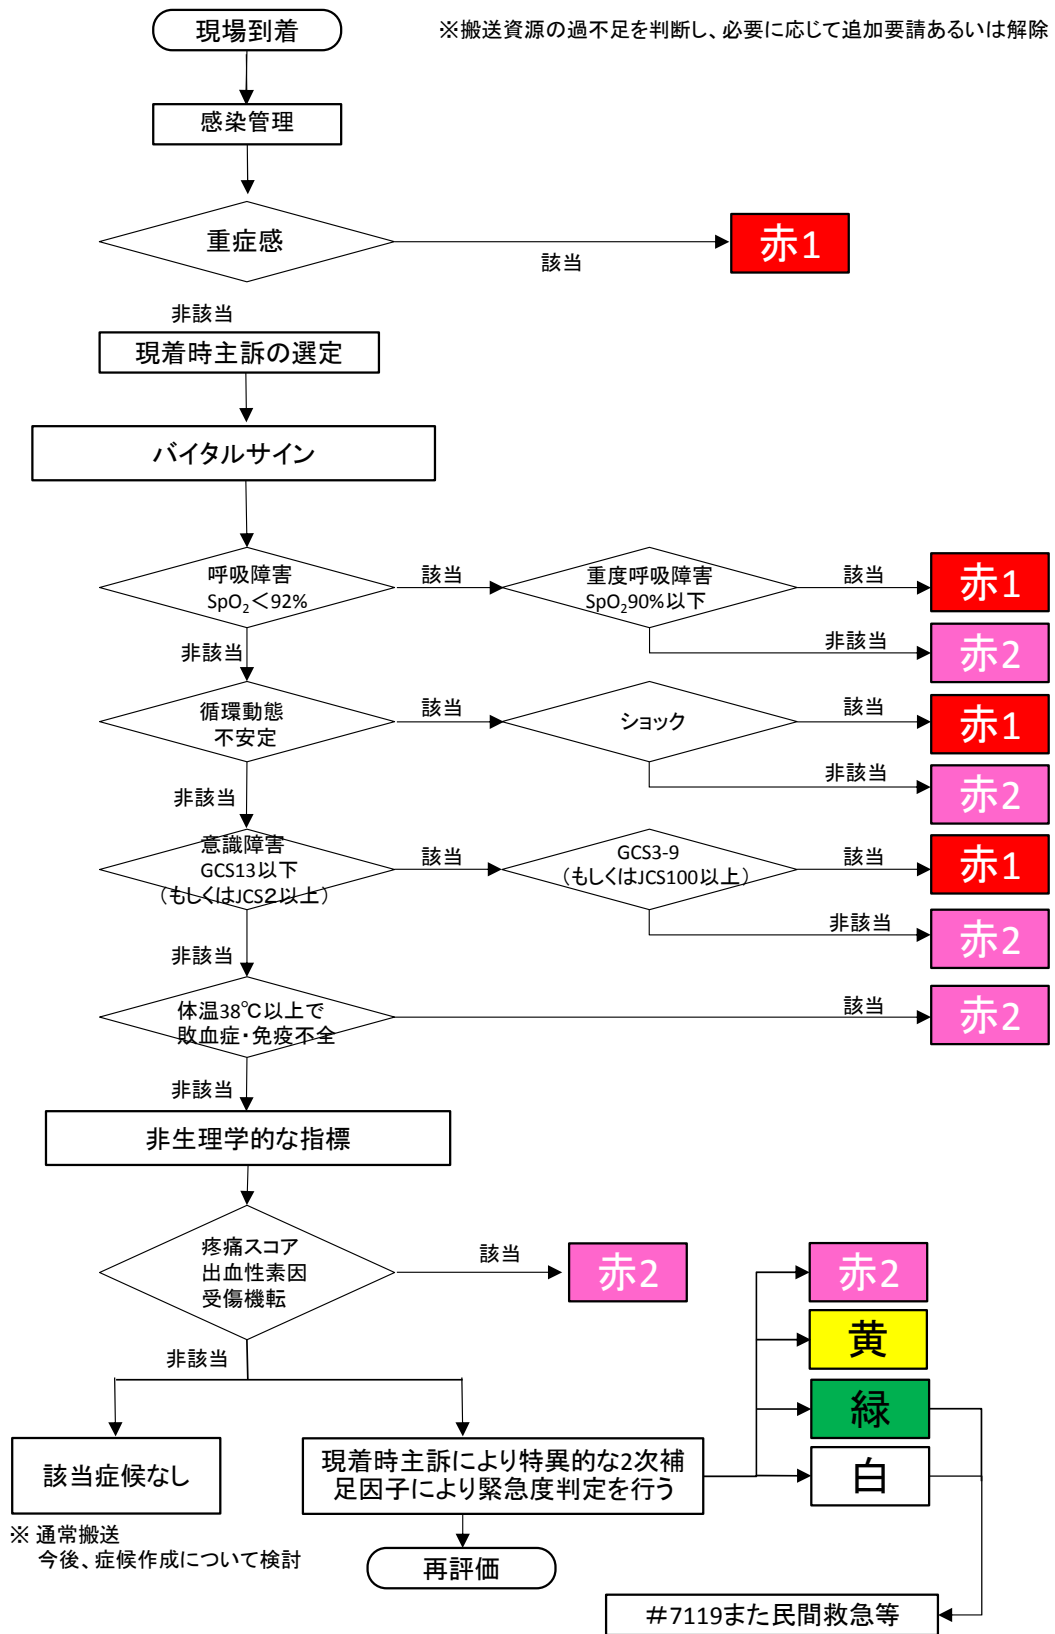 現場到着
※搬送資源の過不足を判断し、必要に応じて追加要請あるいは解除
感染管理
重症感
該当
赤1
非該当
現着時主訴の選定
バイタルサイン
呼吸障害
SpO₂＜92%
該当
重度呼吸障害
SpO₂90%以下
該当
赤1
非該当
赤2
非該当
循環動態
不安定
該当
ショック
該当
赤1
非該当
赤2
非該当
意識障害
GCS13以下
（もしくはJCS２以上）
該当
GCS3-9
（もしくはJCS100以上）
該当
赤1
非該当
赤2
非該当
体温38℃以上で
敗血症・免疫不全
該当
赤2
非該当
非生理学的な指標
疼痛スコア
出血性素因
受傷機転
該当
赤2
赤2
黄
緑
白
非該当
該当症候なし
※ 通常搬送
今後、症候作成について検討
現着時主訴により特異的な2次補
足因子により緊急度判定を行う
再評価
＃7119また民間救急等